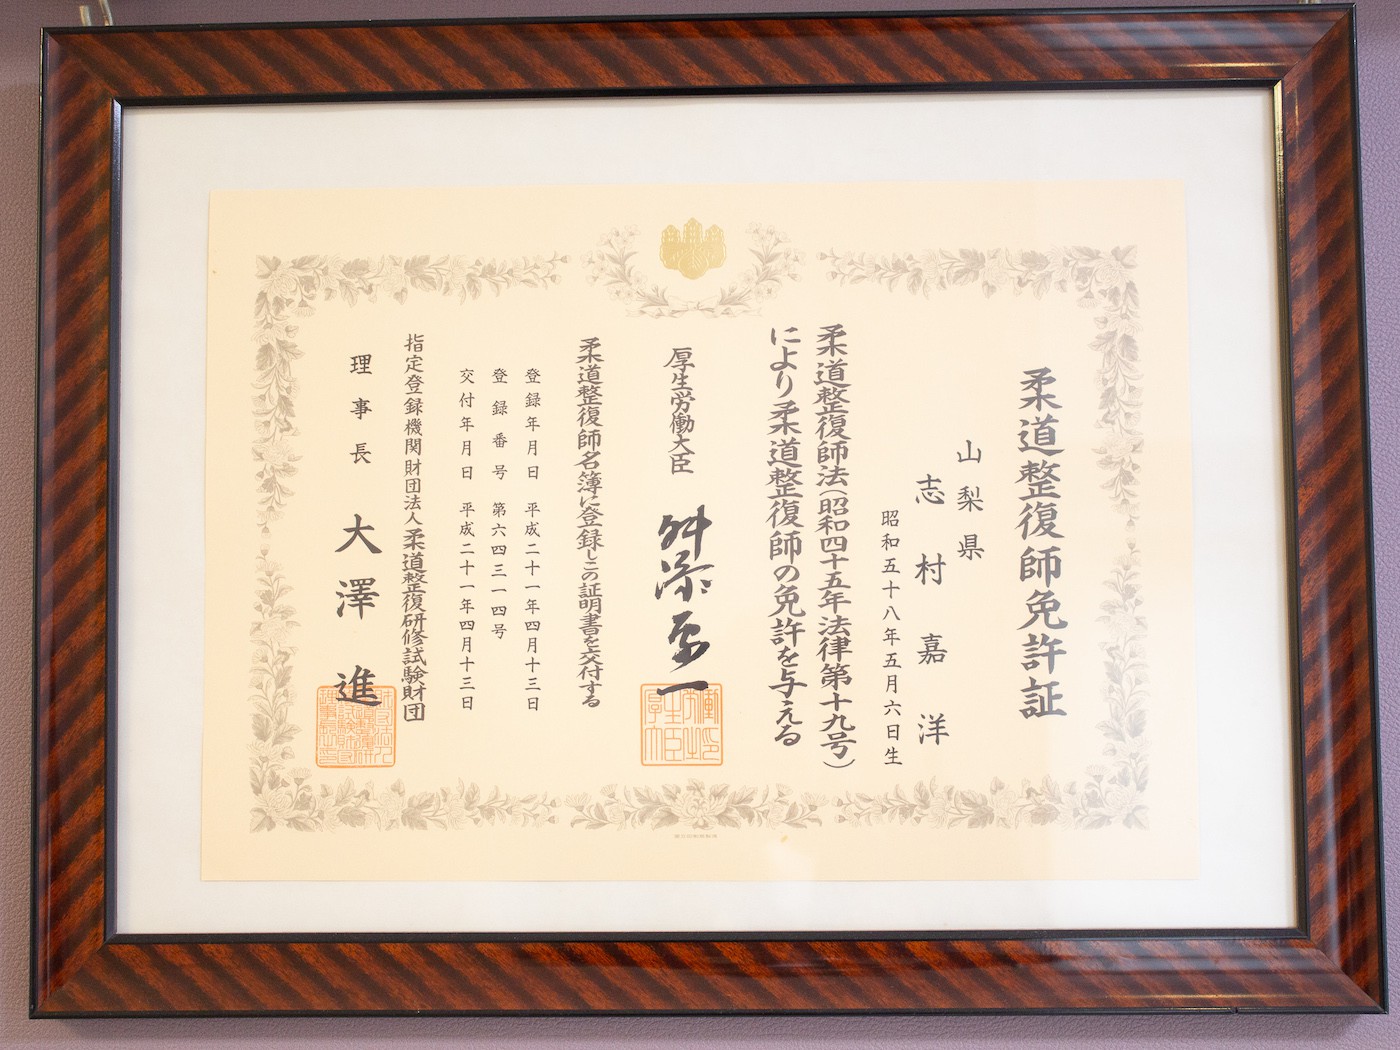 柔道整復師免許証
山梨県
志村嘉洋
昭和五十八年五月六日生
柔道整復師法(昭和四十五年法律第十九号)
により柔道整復師の免許を与える
厚生労働大臣 舛添要一
柔道整復師名簿に登録しこの証明書を交付する
登録年月日 平成二十一年四月十三日
登録番号 第六四三一四号
交付年月日 平成二十一年四月十三日
指定登録機関財団法人柔道整復研修試験財団
理事長 大澤進